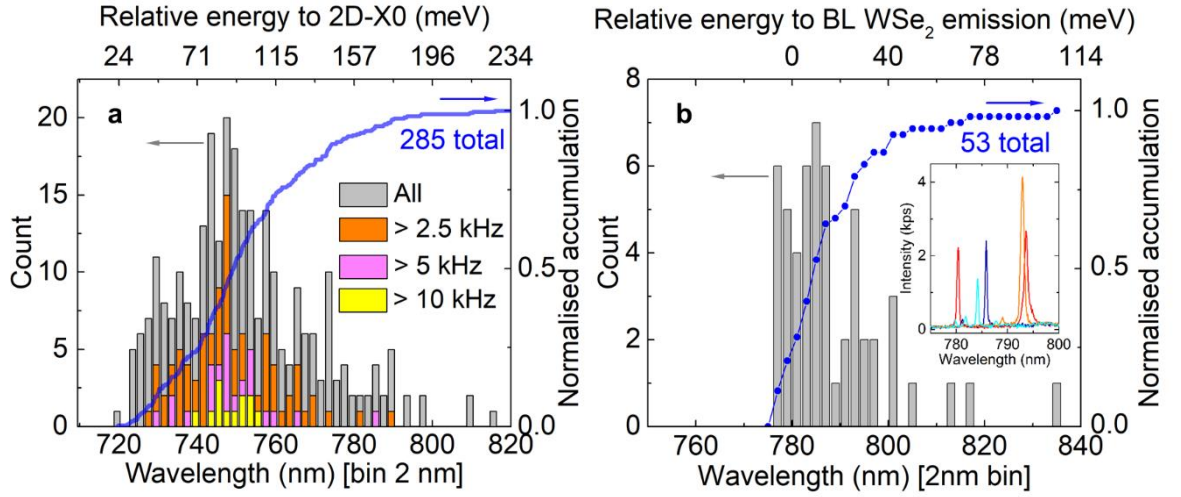 Relative energy to 2D-X0 (meV)
24 71 115 157 196 234
a
285 total
All
> 2.5 kHz
> 5 kHz
> 10 kHz
Count
20
15
10
5
0
1.0
0.5
0.0
Normalised accumulation
720 740 760 780 800 820
Wavelength (nm) [bin 2 nm]
Relative energy to BL WSe2 emission (meV)
0 40 78 114
b
53 total
Count
8
6
4
2
0
1.0
0.5
0.0
Normalised accumulation
Intensity (kps)
4
2
0
780 790 800
Wavelength (nm)
760 780 800 820 840
Wavelength (nm) [2nm bin]